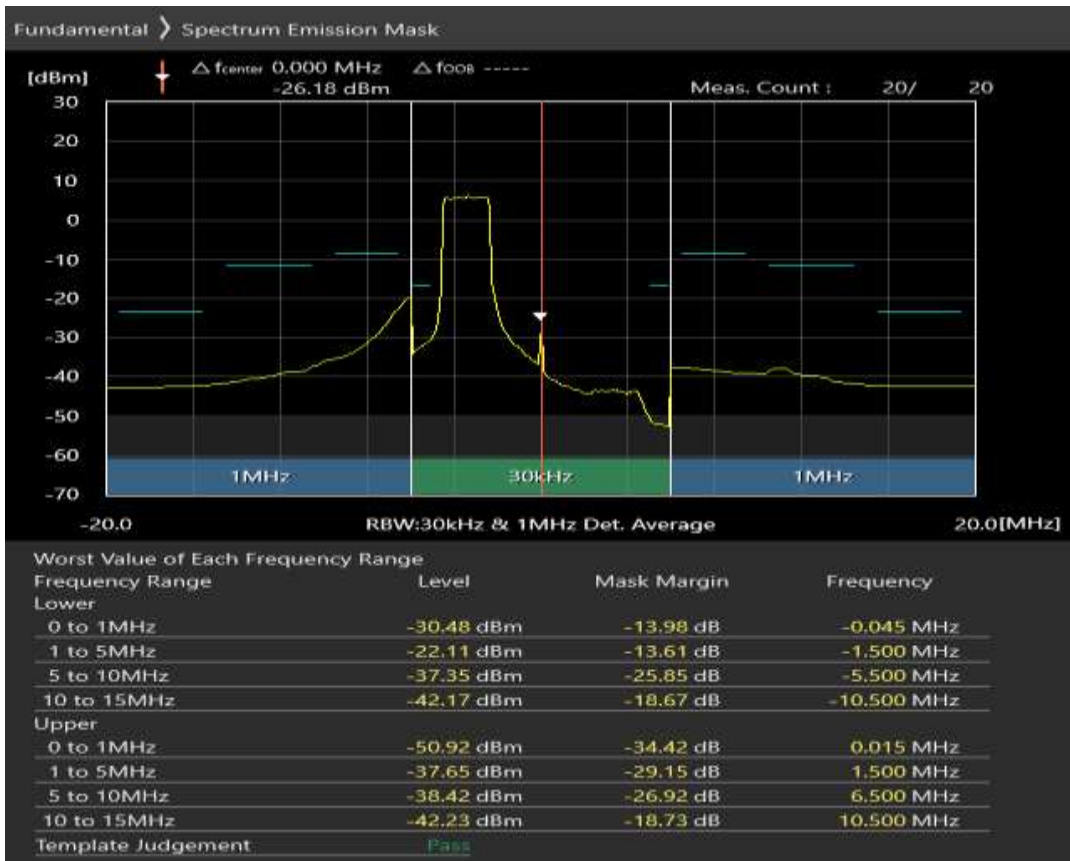 Fundamental ❯ Spectrum Emission Mask
[dBm] △ fcenter 0.000 MHz △ fOOB -----
-26.18 dBm Meas. Count : 20/ 20
30
20
10
0
-10
-20
-30
-40
-50
-60
-70
1MHz 30kHz 1MHz
-20.0 RBW:30kHz & 1MHz Det. Average 20.0[MHz]
Worst Value of Each Frequency Range
Frequency Range Level Mask Margin Frequency
Lower
0 to 1MHz -30.48 dBm -13.98 dB -0.045 MHz
1 to 5MHz -22.11 dBm -13.61 dB -1.500 MHz
5 to 10MHz -37.35 dBm -25.85 dB -5.500 MHz
10 to 15MHz -42.17 dBm -18.67 dB -10.500 MHz
Upper
0 to 1MHz -50.92 dBm -34.42 dB 0.015 MHz
1 to 5MHz -37.65 dBm -29.15 dB 1.500 MHz
5 to 10MHz -38.42 dBm -26.92 dB 6.500 MHz
10 to 15MHz -42.23 dBm -18.73 dB 10.500 MHz
Template Judgement Pass